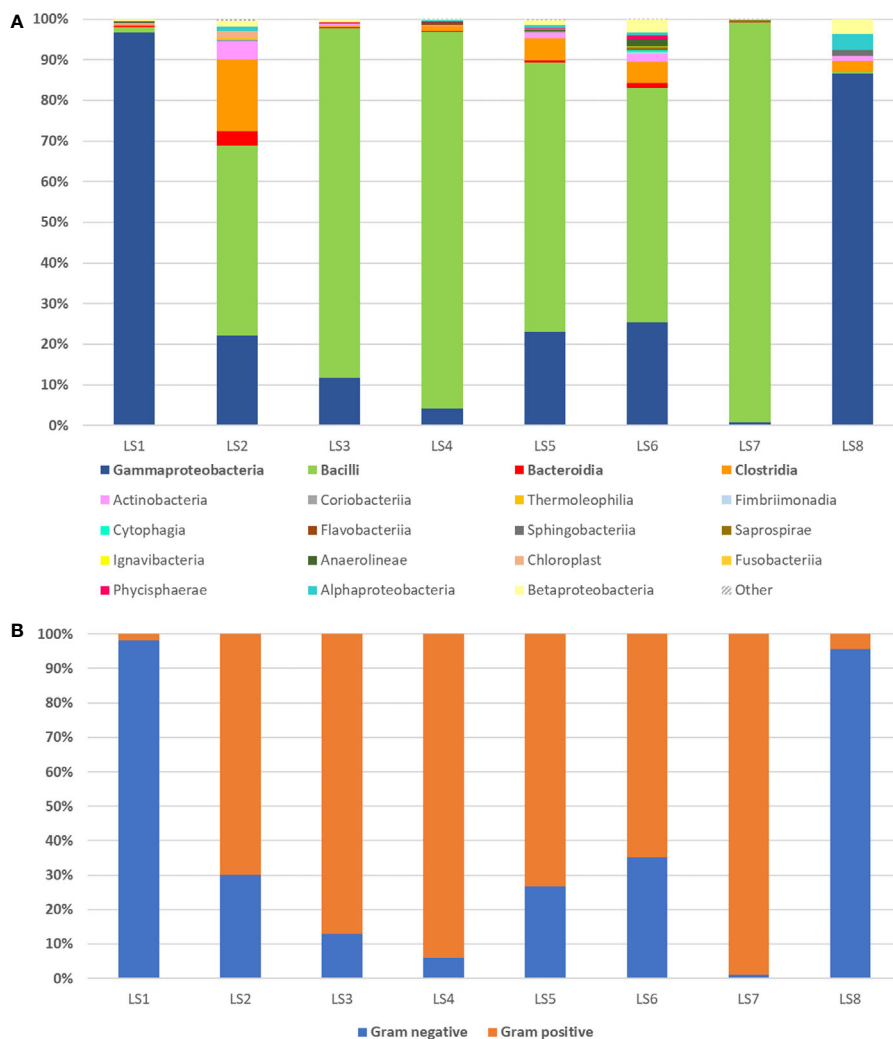 A
100%
90%
80%
70%
60%
50%
40%
30%
20%
10%
0%
LS1 LS2 LS3 LS4 LS5 LS6 LS7 LS8
Gammaproteobacteria Bacilli Bacteroidia Clostridia
Actinobacteria Coriobacteriia Thermoleophilia Fimbriimonadia
Cytophagia Flavobacteriia Sphingobacteriia Saprospirae
Ignavibacteria Anaerolineae Chloroplast Fusobacteriia
Phycisphaerae Alphaproteobacteria Betaproteobacteria Other
B
100%
90%
80%
70%
60%
50%
40%
30%
20%
10%
0%
LS1 LS2 LS3 LS4 LS5 LS6 LS7 LS8
Gram negative Gram positive